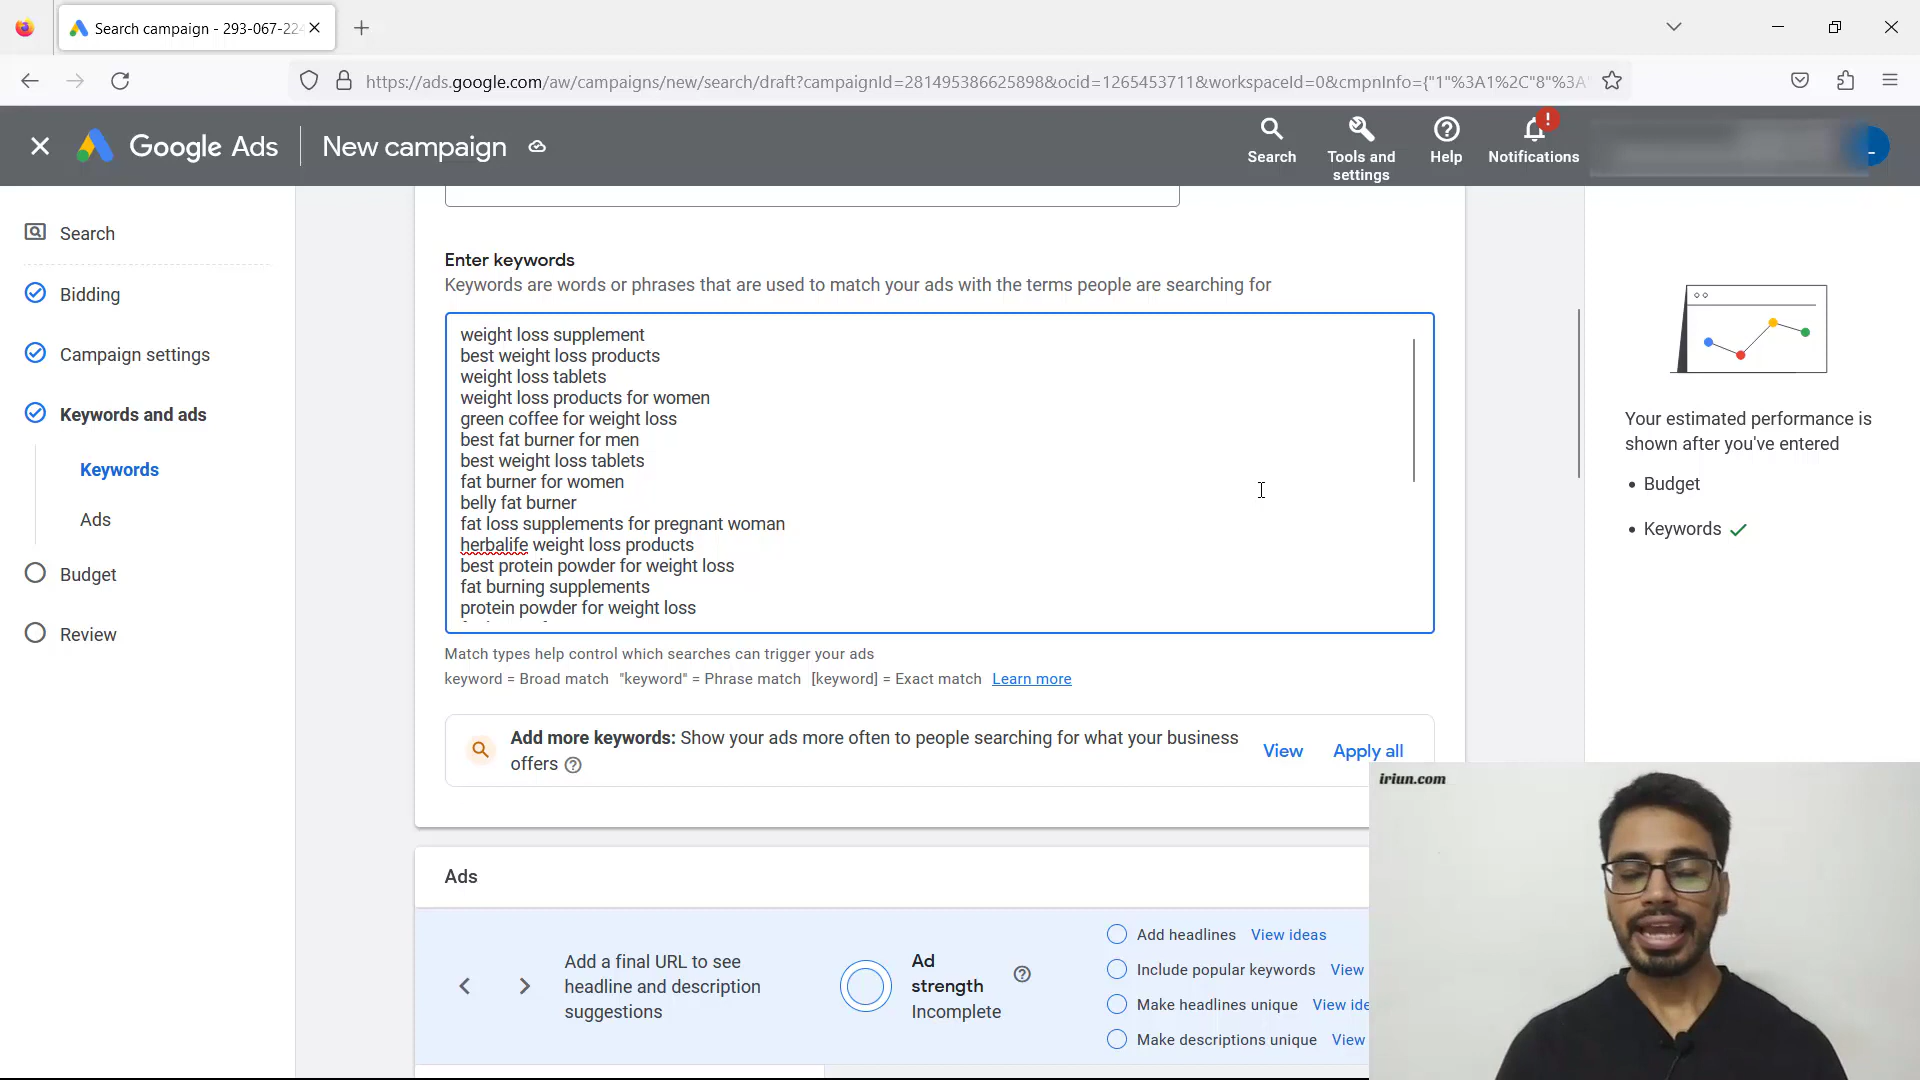 Search campaign - 293-067-224
https://ads.google.com/aw/campaigns/new/search/draft?campaignId=281495386625898&ocid=1265453711&workspaceId=0&cmpnInfo={"1"%3A1%2C"8"%3A"
Google Ads
New campaign
Search
Tools and settings
Help
Notifications
!
Search
Bidding
Campaign settings
Keywords and ads
Keywords
Ads
Budget
Review
Enter keywords
Keywords are words or phrases that are used to match your ads with the terms people are searching for
weight loss supplement
best weight loss products
weight loss tablets
weight loss products for women
green coffee for weight loss
best fat burner for men
best weight loss tablets
fat burner for women
belly fat burner
fat loss supplements for pregnant woman
herbalife weight loss products
best protein powder for weight loss
fat burning supplements
protein powder for weight loss
Match types help control which searches can trigger your ads
keyword = Broad match "keyword" = Phrase match [keyword] = Exact match Learn more
Add more keywords: Show your ads more often to people searching for what your business
offers
View
Apply all
Ads
Add a final URL to see
headline and description
suggestions
Ad
strength
Incomplete
Add headlines View ideas
Include popular keywords View
Make headlines unique View ide
Make descriptions unique View
Your estimated performance is
shown after you've entered
• Budget
• Keywords
iriun.com